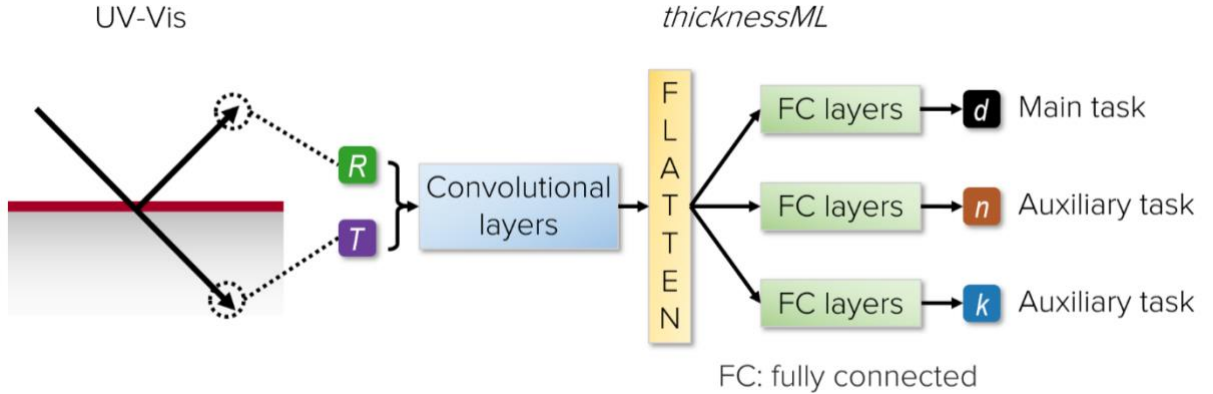 UV-Vis
thicknessML
R
T
Convolutional
layers
F
L
A
T
T
E
N
FC layers
d
Main task
FC layers
n
Auxiliary task
FC layers
k
Auxiliary task
FC: fully connected